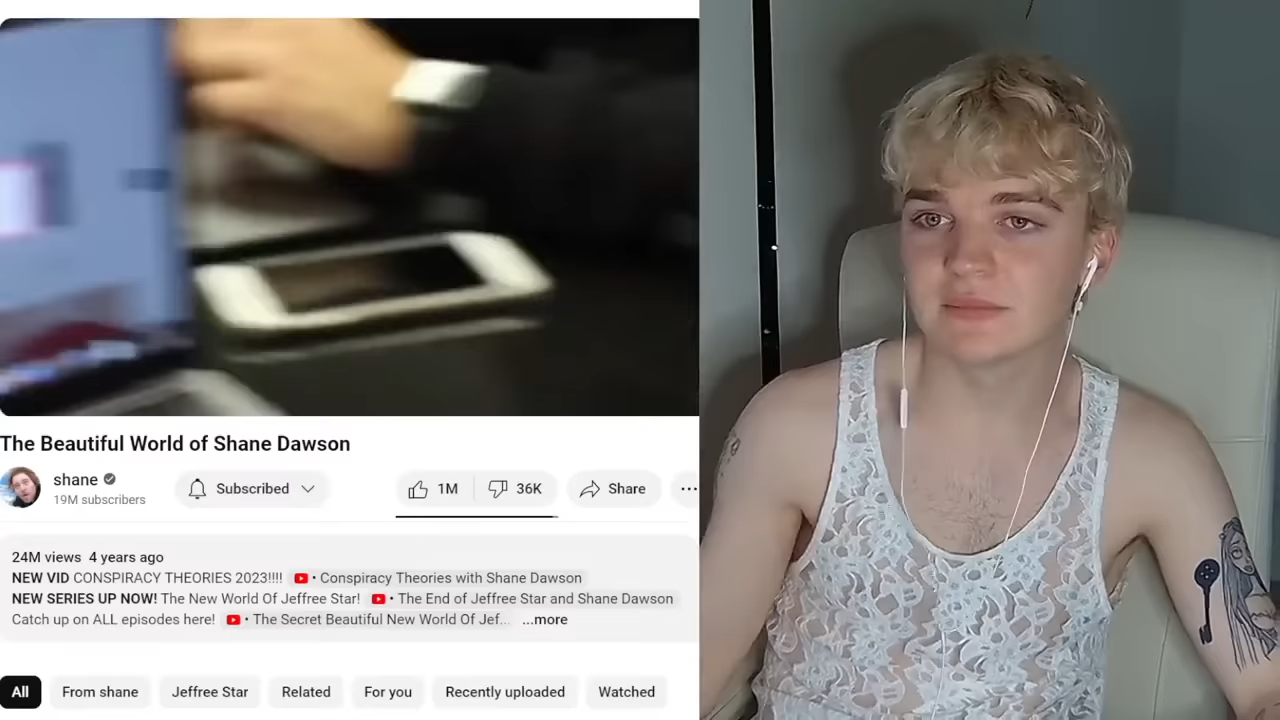 The Beautiful World of Shane Dawson
shane
19M subscribers
Subscribed
1M
36K
Share
24M views 4 years ago
NEW VID CONSPIRACY THEORIES 2023!!!! • Conspiracy Theories with Shane Dawson
NEW SERIES UP NOW! The New World Of Jeffree Star! • The End of Jeffree Star and Shane Dawson
Catch up on ALL episodes here! • The Secret Beautiful New World Of Jef... ...more
All From shane Jeffree Star Related For you Recently uploaded Watched